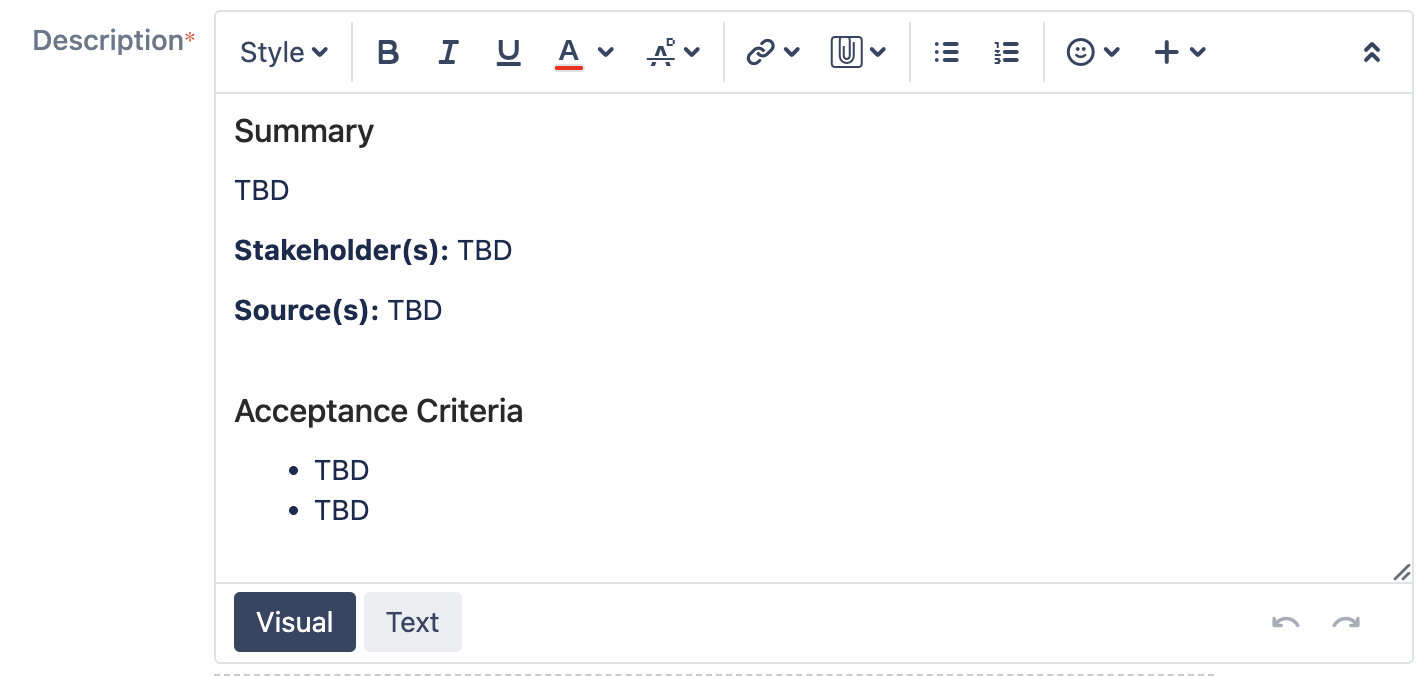 Description*
Style
B I U A
Summary
TBD
Stakeholder(s): TBD
Source(s): TBD
Acceptance Criteria
• TBD
• TBD
Visual Text